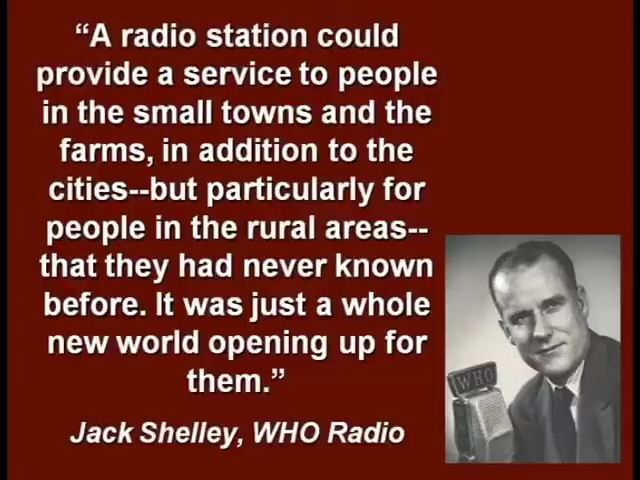 “A radio station could
provide a service to people
in the small towns and the
farms, in addition to the
cities--but particularly for
people in the rural areas--
that they had never known
before. It was just a whole
new world opening up for
them.”
Jack Shelley, WHO Radio
WHO